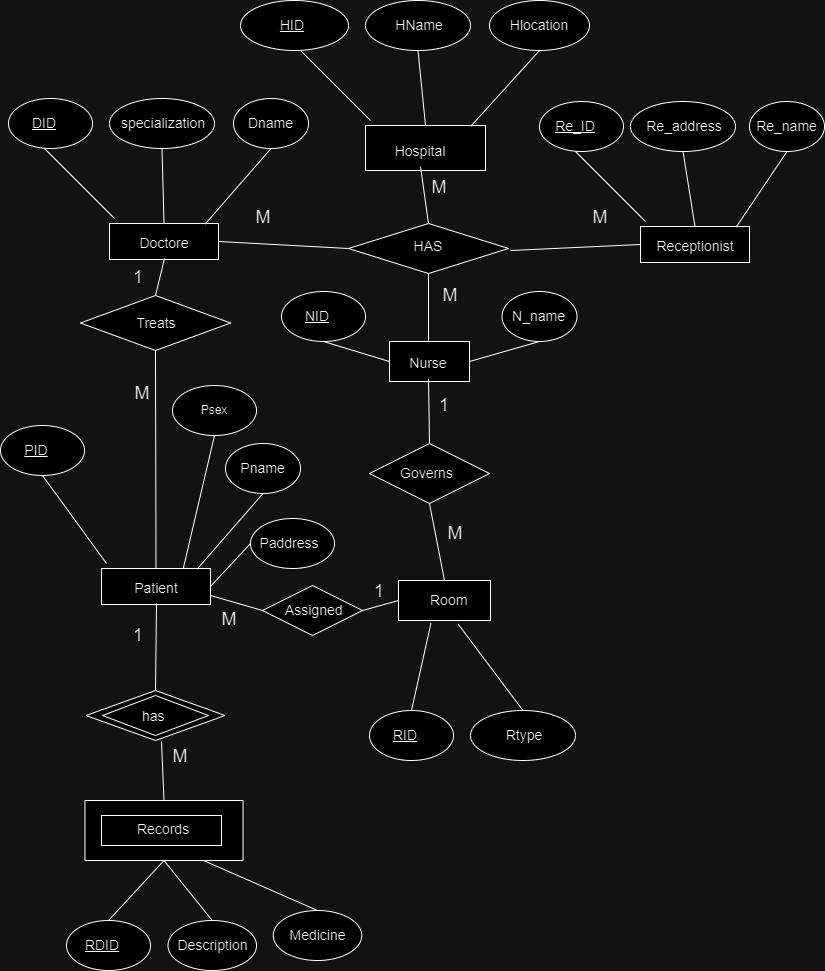 HID
HName
Hlocation
DID
specialization
Dname
Re_ID
Re_address
Re_name
Hospital
M
M
M
Doctore
HAS
Receptionist
1
M
Treats
NID
N_name
Nurse
M
1
Psex
PID
Pname
Governs
M
Paddress
Patient
1
Room
M
Assigned
1
has
RID
Rtype
M
Records
RDID
Description
Medicine